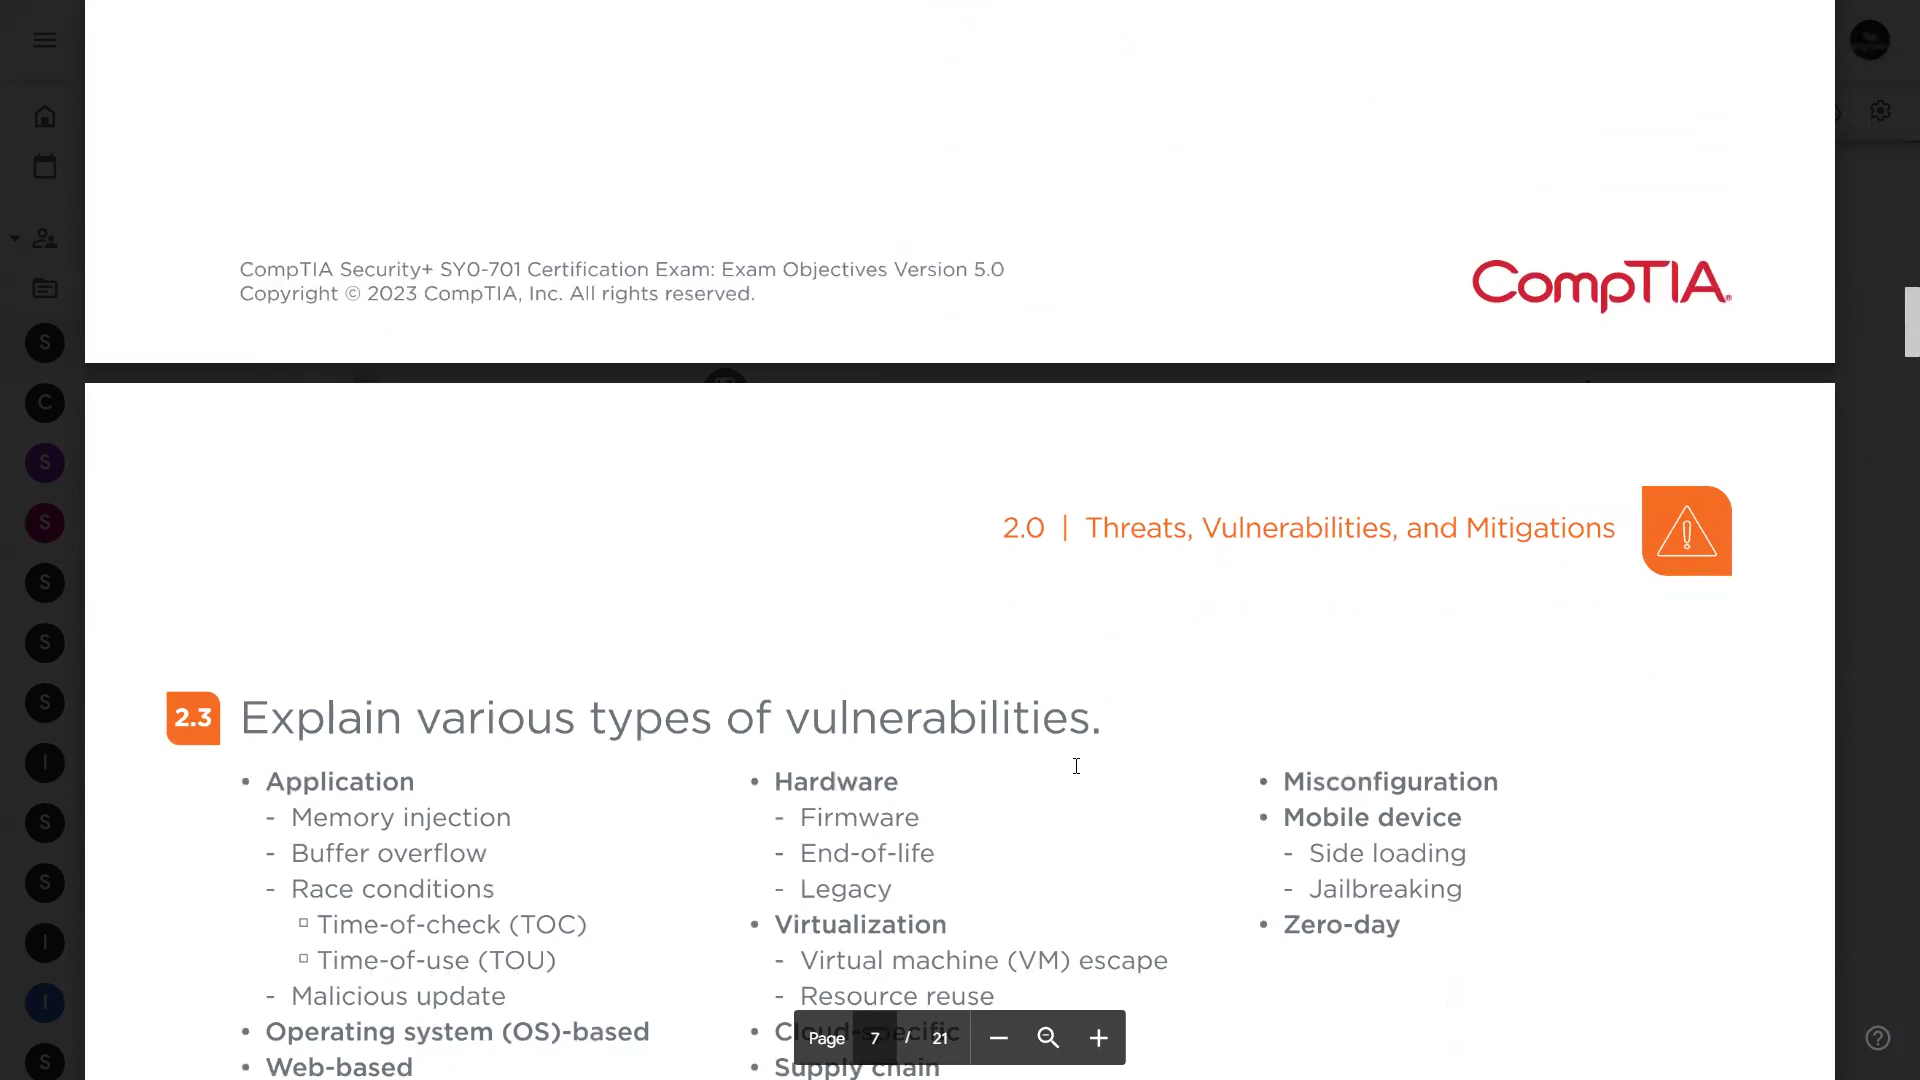 CompTIA Security+ SY0-701 Certification Exam: Exam Objectives Version 5.0
Copyright © 2023 CompTIA, Inc. All rights reserved.
CompTIA®
2.0 | Threats, Vulnerabilities, and Mitigations
2.3 Explain various types of vulnerabilities.
• Application
- Memory injection
- Buffer overflow
- Race conditions
▫ Time-of-check (TOC)
▫ Time-of-use (TOU)
- Malicious update
• Operating system (OS)-based
• Web-based
• Hardware
- Firmware
- End-of-life
- Legacy
• Virtualization
- Virtual machine (VM) escape
- Resource reuse
• Cloud-specific
• Supply chain
• Misconfiguration
• Mobile device
- Side loading
- Jailbreaking
• Zero-day
Page 7 / 21
S
C
S
S
S
S
S
I
S
S
I
I
S